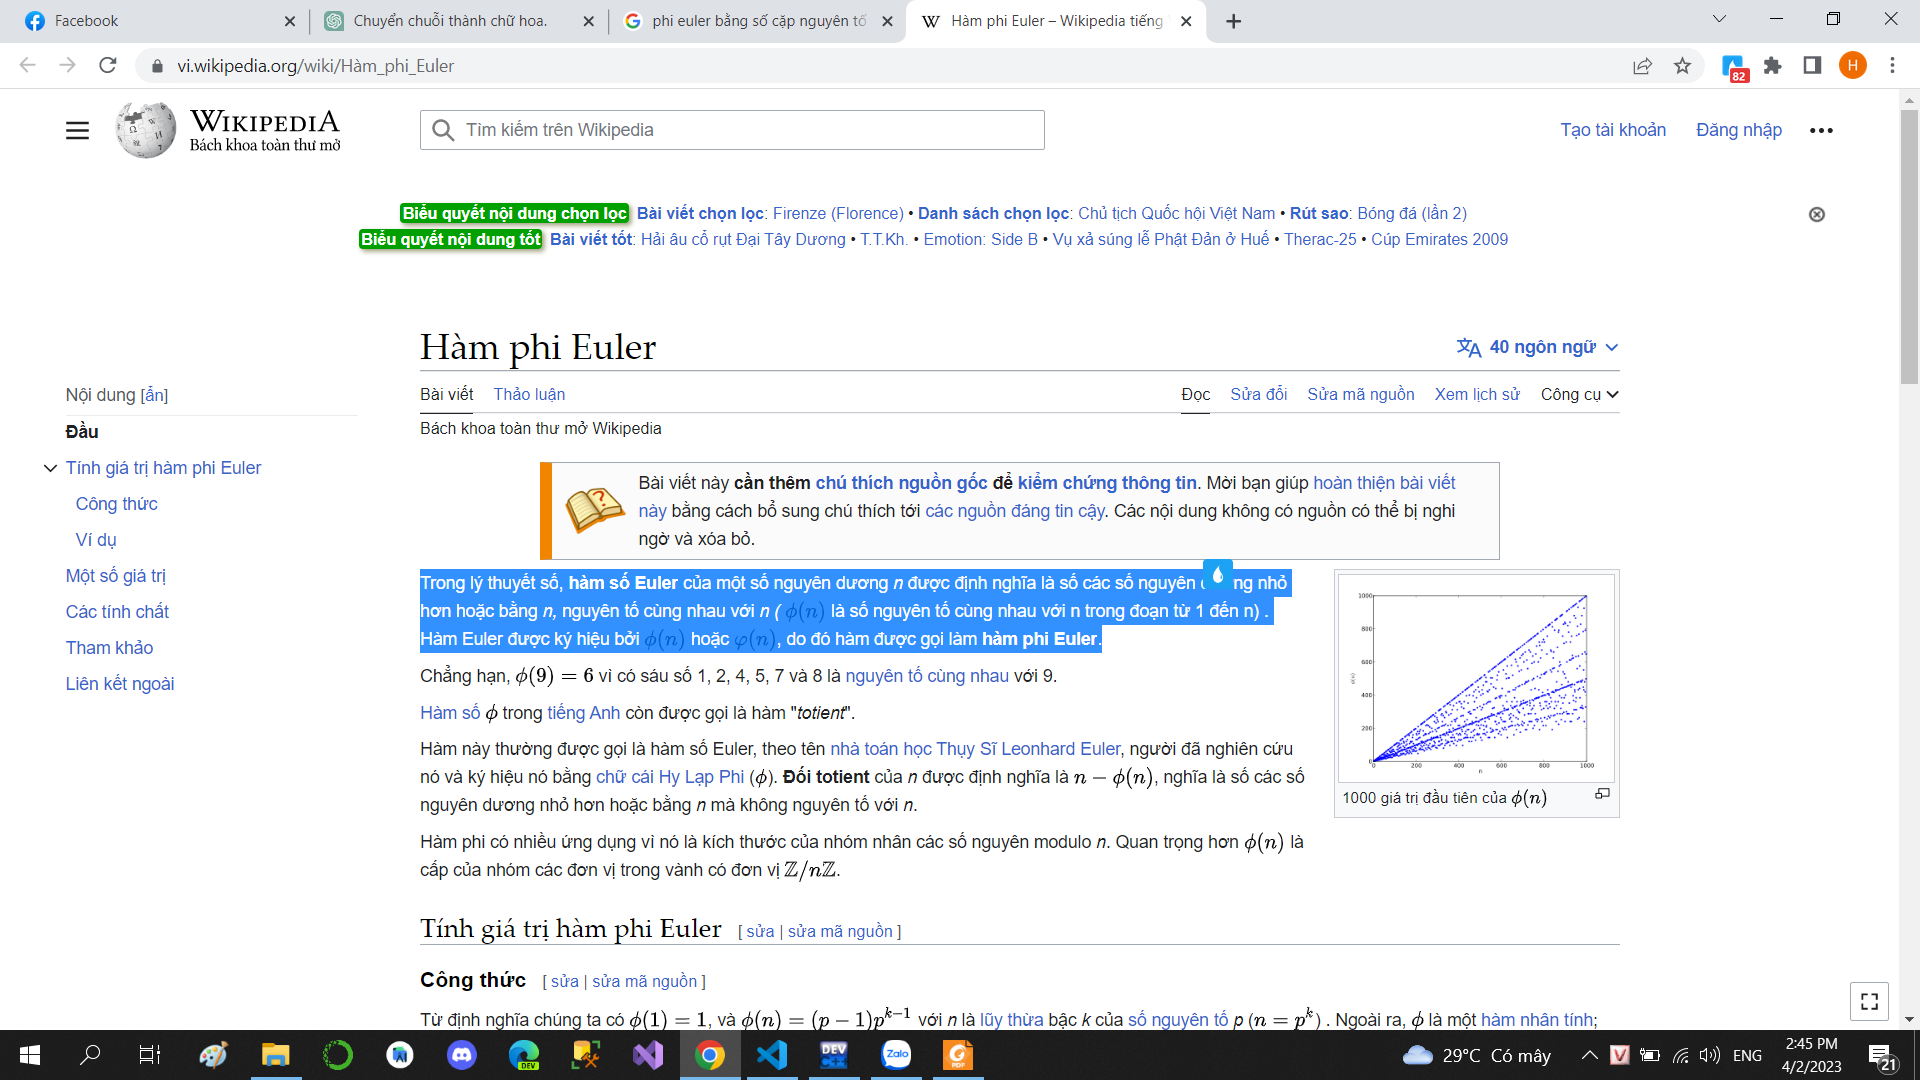 Facebook
Chuyển chuỗi thành chữ hoa.
phi euler bằng số cặp nguyên tố
Hàm phi Euler – Wikipedia tiếng
vi.wikipedia.org/wiki/Hàm_phi_Euler
82
H
WIKIPEDIA
Bách khoa toàn thư mở
Tìm kiếm trên Wikipedia
Tạo tài khoản
Đăng nhập
Biểu quyết nội dung chọn lọc Bài viết chọn lọc: Firenze (Florence) • Danh sách chọn lọc: Chủ tịch Quốc hội Việt Nam • Rút sao: Bóng đá (lần 2)
Biểu quyết nội dung tốt Bài viết tốt: Hải âu cổ rụt Đại Tây Dương • T.T.Kh. • Emotion: Side B • Vụ xả súng lễ Phật Đản ở Huế • Therac-25 • Cúp Emirates 2009
Hàm phi Euler
40 ngôn ngữ
Nội dung [ẩn]
Đầu
Tính giá trị hàm phi Euler
Công thức
Ví dụ
Một số giá trị
Các tính chất
Tham khảo
Liên kết ngoài
Bài viết Thảo luận
Đọc Sửa đổi Sửa mã nguồn Xem lịch sử Công cụ
Bách khoa toàn thư mở Wikipedia
Bài viết này cần thêm chú thích nguồn gốc để kiểm chứng thông tin. Mời bạn giúp hoàn thiện bài viết
này bằng cách bổ sung chú thích tới các nguồn đáng tin cậy. Các nội dung không có nguồn có thể bị nghi
ngờ và xóa bỏ.
Trong lý thuyết số, hàm số Euler của một số nguyên dương n được định nghĩa là số các số nguyên ng nhỏ
hơn hoặc bằng n, nguyên tố cùng nhau với n ( ϕ(n) là số nguyên tố cùng nhau với n trong đoạn từ 1 đến n) .
Hàm Euler được ký hiệu bởi ϕ(n) hoặc φ(n), do đó hàm được gọi làm hàm phi Euler.
Chẳng hạn, ϕ(9) = 6 vì có sáu số 1, 2, 4, 5, 7 và 8 là nguyên tố cùng nhau với 9.
Hàm số ϕ trong tiếng Anh còn được gọi là hàm "totient".
Hàm này thường được gọi là hàm số Euler, theo tên nhà toán học Thụy Sĩ Leonhard Euler, người đã nghiên cứu
nó và ký hiệu nó bằng chữ cái Hy Lạp Phi (ϕ). Đối totient của n được định nghĩa là n − ϕ(n), nghĩa là số các số
nguyên dương nhỏ hơn hoặc bằng n mà không nguyên tố với n.
Hàm phi có nhiều ứng dụng vì nó là kích thước của nhóm nhân các số nguyên modulo n. Quan trọng hơn ϕ(n) là
cấp của nhóm các đơn vị trong vành có đơn vị ℤ/nℤ.
1000
800
600
400
200
0
0 200 400 600 800 1000
n
1000 giá trị đầu tiên của ϕ(n)
Tính giá trị hàm phi Euler [ sửa | sửa mã nguồn ]
Công thức [ sửa | sửa mã nguồn ]
Từ định nghĩa chúng ta có ϕ(1) = 1, và ϕ(n) = (p − 1)p^{k−1} với n là lũy thừa bậc k của số nguyên tố p (n = p^k) . Ngoài ra, ϕ là một hàm nhân tính;
DEV
DEV
C++
Zalo
PDF
29°C Có mây
V
ENG
2:45 PM
4/2/2023
21